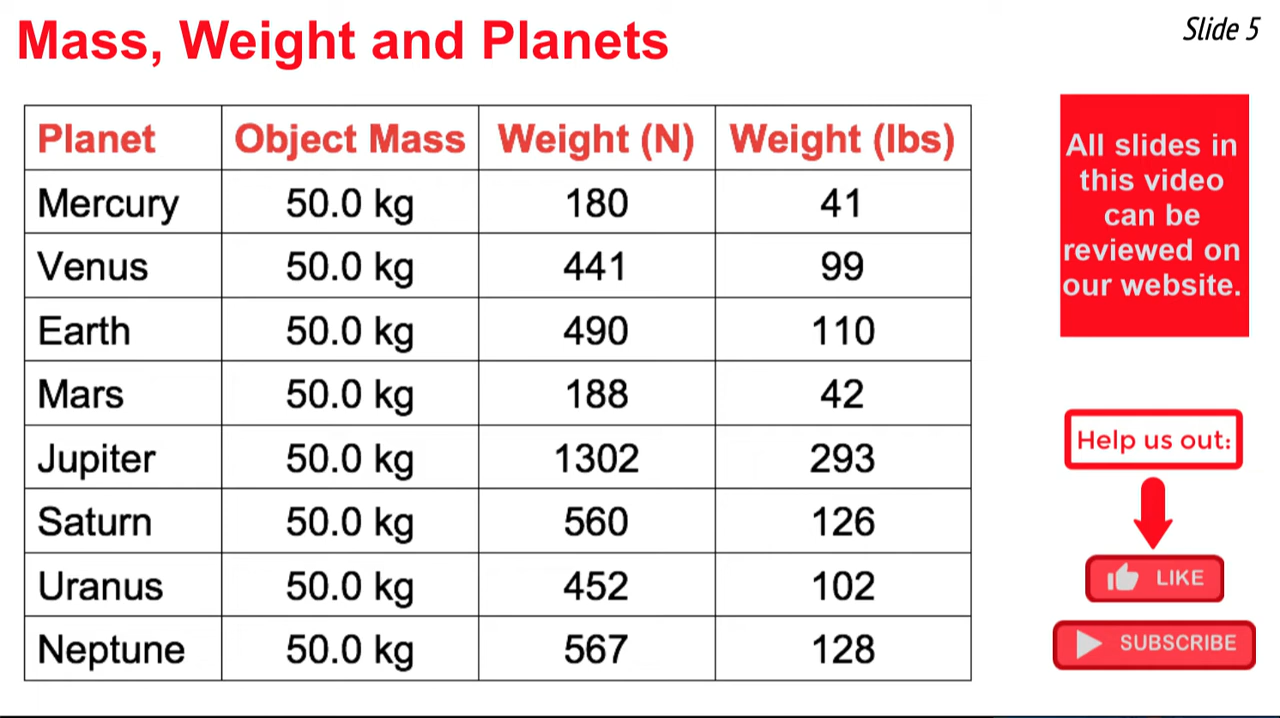 Mass, Weight and Planets
Slide 5
Planet Object Mass Weight (N) Weight (lbs)
Mercury 50.0 kg 180 41
Venus 50.0 kg 441 99
Earth 50.0 kg 490 110
Mars 50.0 kg 188 42
Jupiter 50.0 kg 1302 293
Saturn 50.0 kg 560 126
Uranus 50.0 kg 452 102
Neptune 50.0 kg 567 128
All slides in
this video
can be
reviewed on
our website.
Help us out:
LIKE
SUBSCRIBE